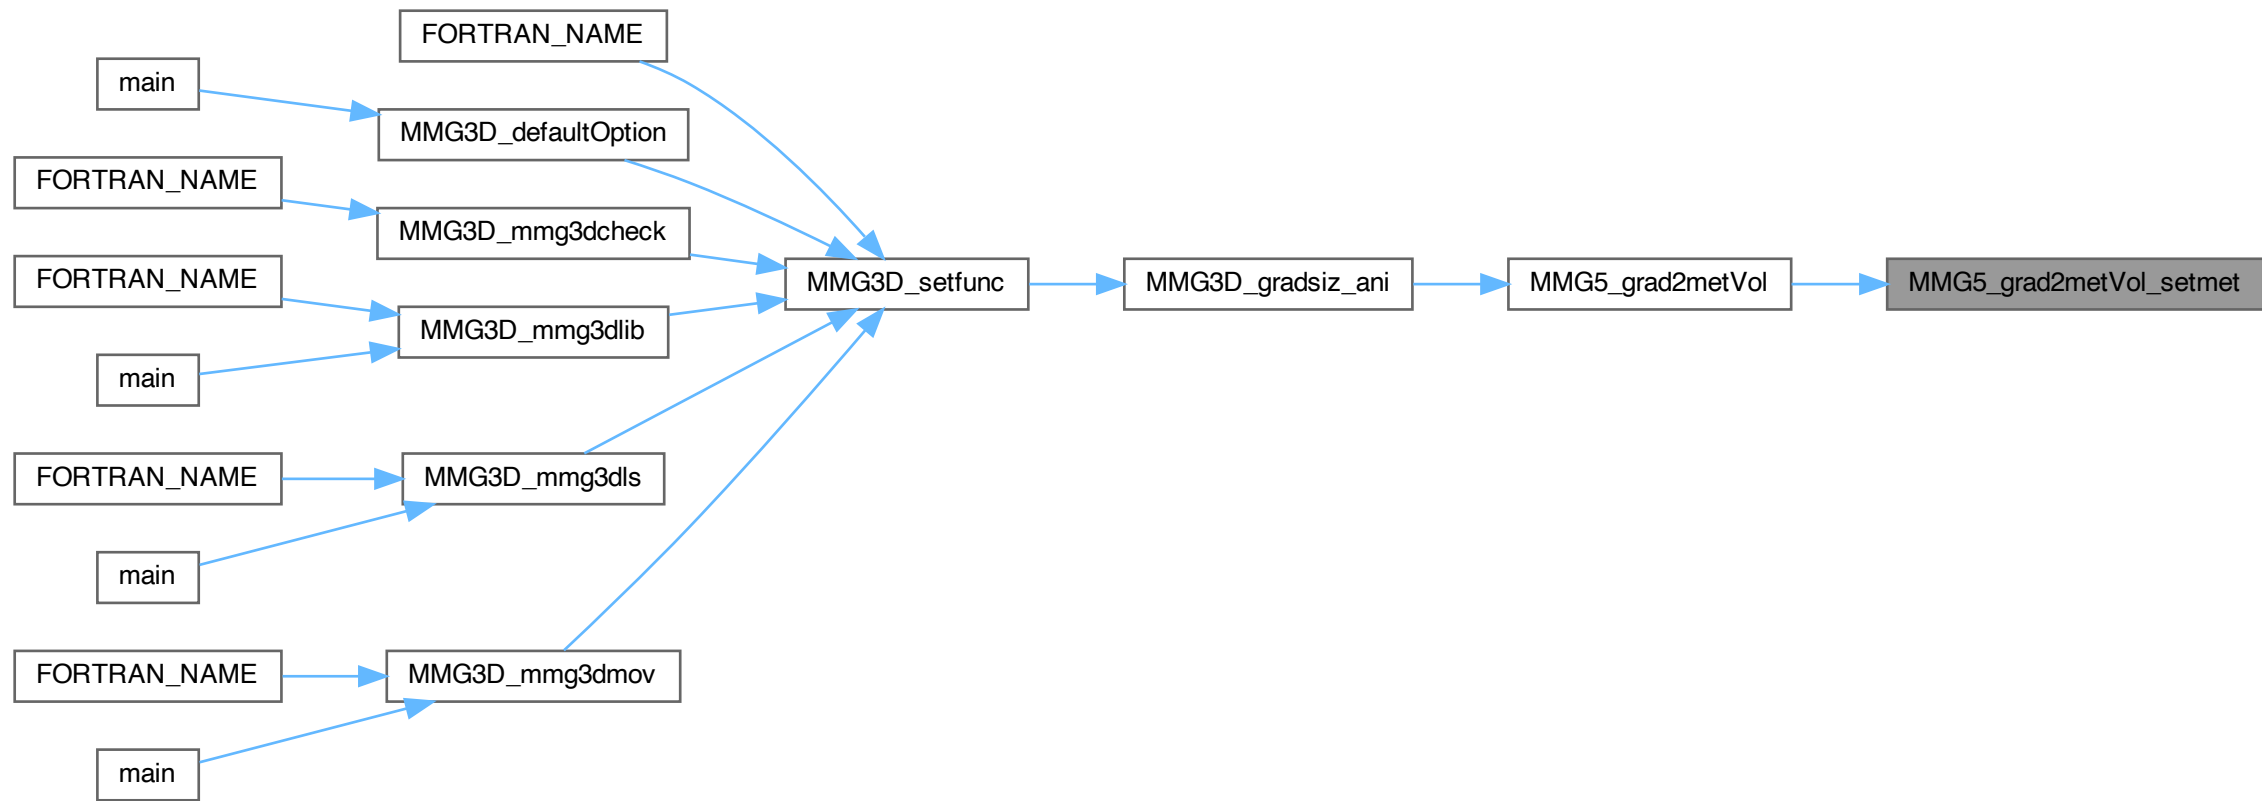 FORTRAN_NAME
main
MMG3D_defaultOption
FORTRAN_NAME
MMG3D_mmg3dcheck
FORTRAN_NAME
MMG3D_setfunc
MMG3D_gradsiz_ani
MMG5_grad2metVol
MMG5_grad2metVol_setmet
MMG3D_mmg3dlib
main
FORTRAN_NAME
MMG3D_mmg3dls
main
FORTRAN_NAME
MMG3D_mmg3dmov
main